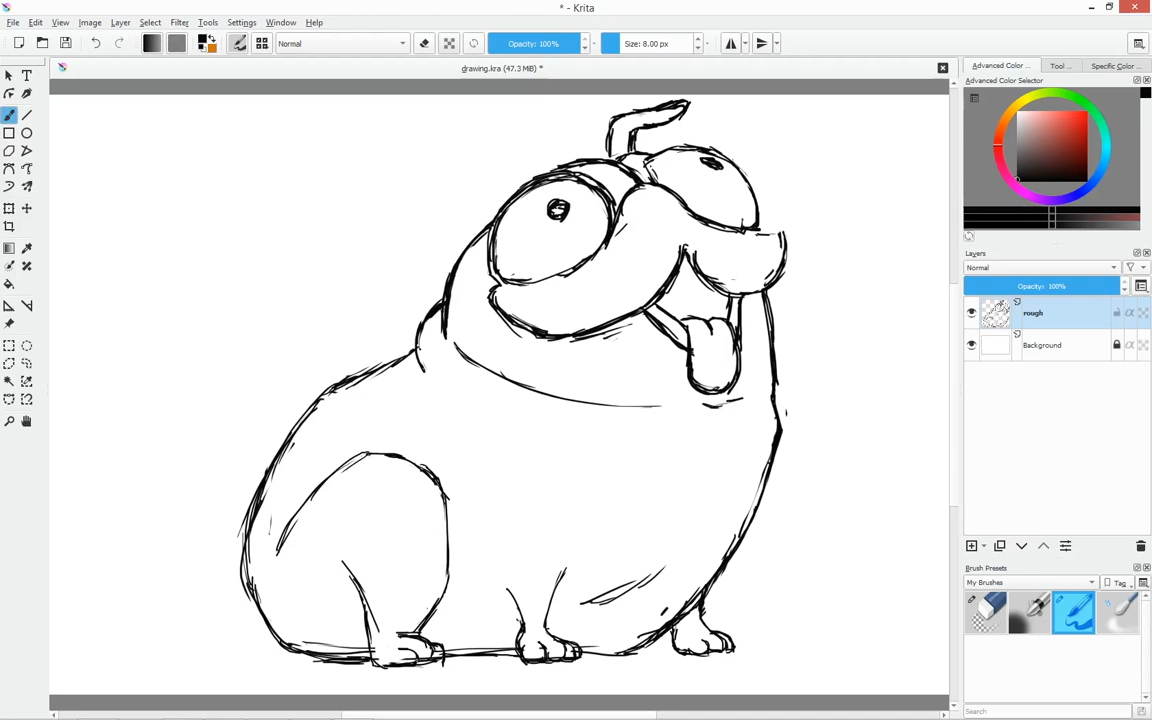 * - Krita
File Edit View Image Layer Select Filter Tools Settings Window Help
Normal Opacity: 100% Size: 8.00 px
drawing.kra (47.3 MiB) *
Advanced Color ... Tool ... Specific Color ...
Advanced Color Selector
Layers
Normal
Opacity: 100%
rough
Background
Brush Presets
My Brushes Tag
Search